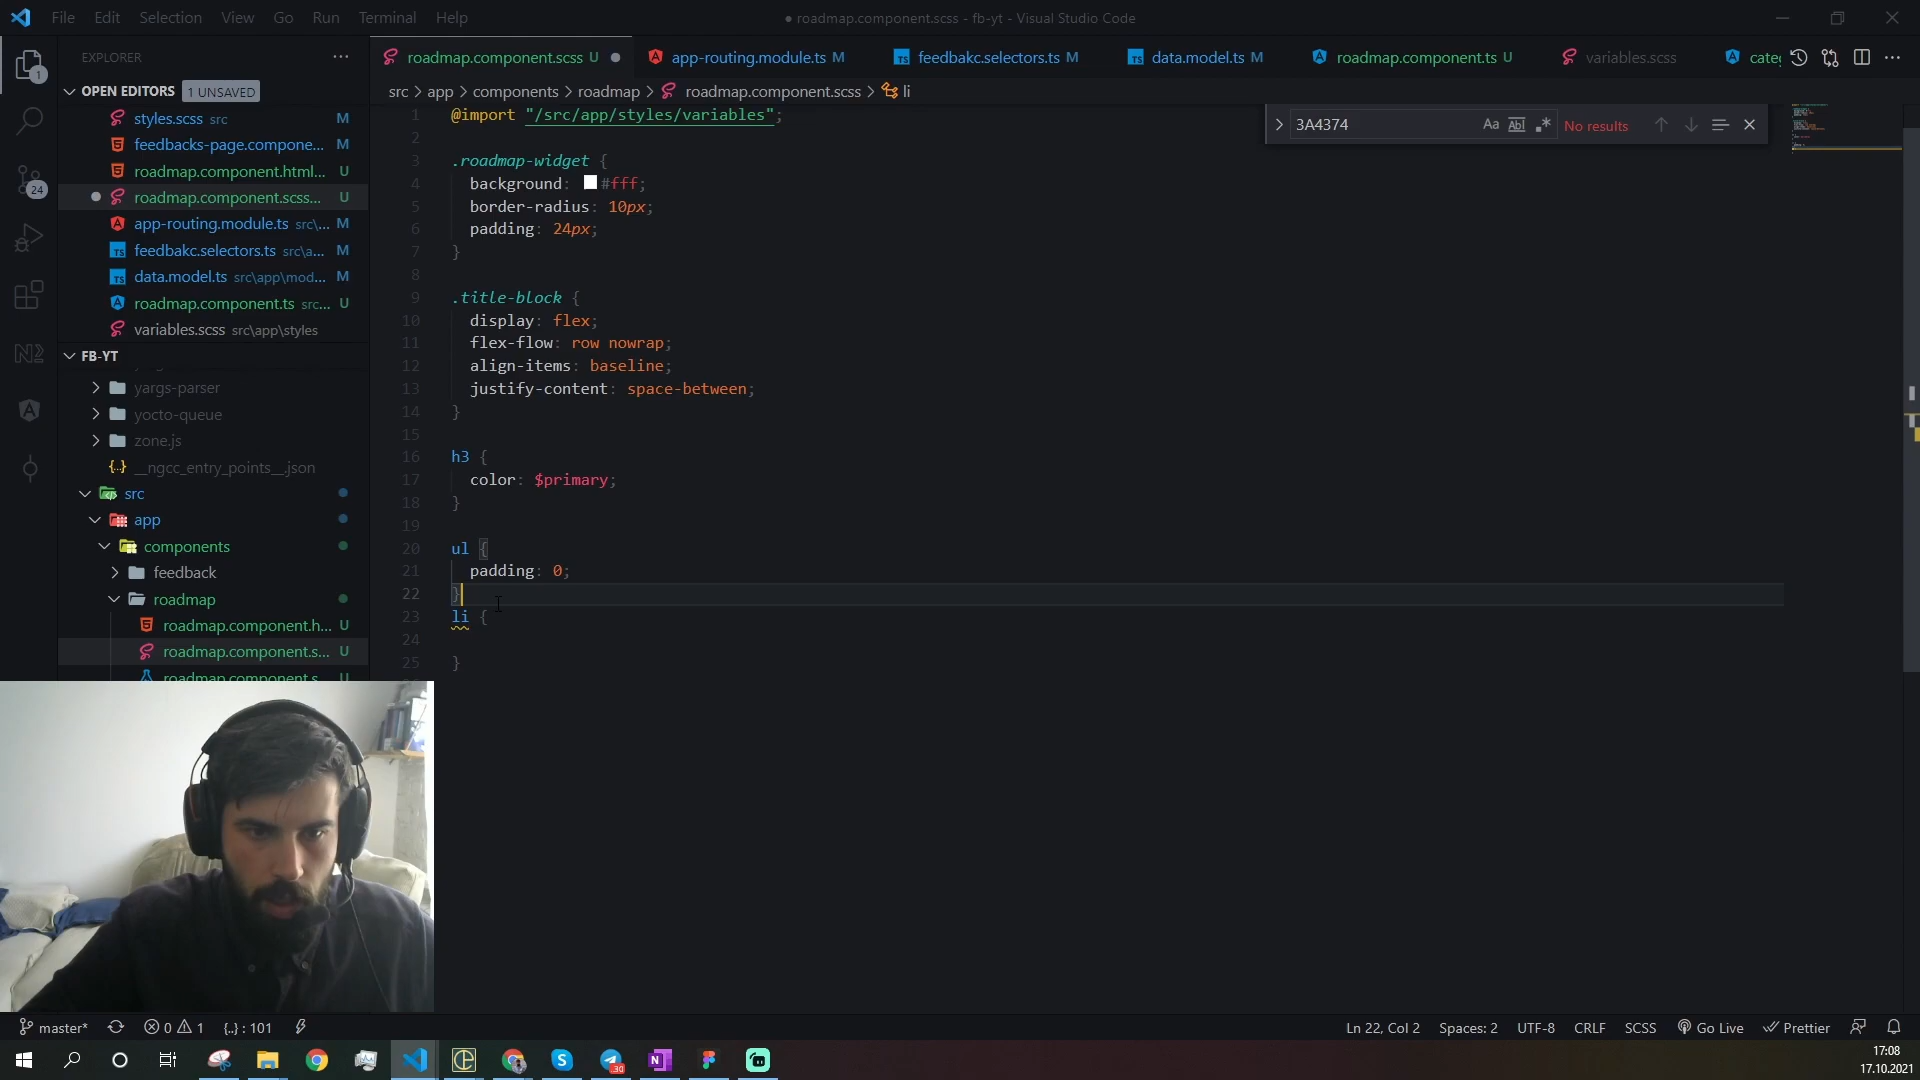 File Edit Selection View Go Run Terminal Help
● roadmap.component.scss - fb-yt - Visual Studio Code
EXPLORER
OPEN EDITORS 1 UNSAVED
styles.scss src M
feedbacks-page.compone... M
roadmap.component.html... U
roadmap.component.scss... U
app-routing.module.ts src\... M
feedbakc.selectors.ts src\a... M
data.model.ts src\app\mod... M
roadmap.component.ts src... U
variables.scss src\app\styles
FB-YT
yargs-parser
yocto-queue
zone.js
__ngcc_entry_points__.json
src
app
components
feedback
roadmap
roadmap.component.h... U
roadmap.component.s... U
roadmap.component.s... U
roadmap.component.scss U
app-routing.module.ts M
feedbakc.selectors.ts M
data.model.ts M
roadmap.component.ts U
variables.scss
src > app > components > roadmap > roadmap.component.scss > li
3A4374 Aa Abl .* No results
1 @import "/src/app/styles/variables";
2
3 .roadmap-widget {
4 background: #fff;
5 border-radius: 10px;
6 padding: 24px;
7 }
8
9 .title-block {
10 display: flex;
11 flex-flow: row nowrap;
12 align-items: baseline;
13 justify-content: space-between;
14 }
15
16 h3 {
17 color: $primary;
18 }
19
20 ul {
21 padding: 0;
22 }
23 li {
24
25 }
1
24
master* 0 1 {..} : 101
Ln 22, Col 2 Spaces: 2 UTF-8 CRLF SCSS Go Live Prettier
30
17:08
17.10.2021